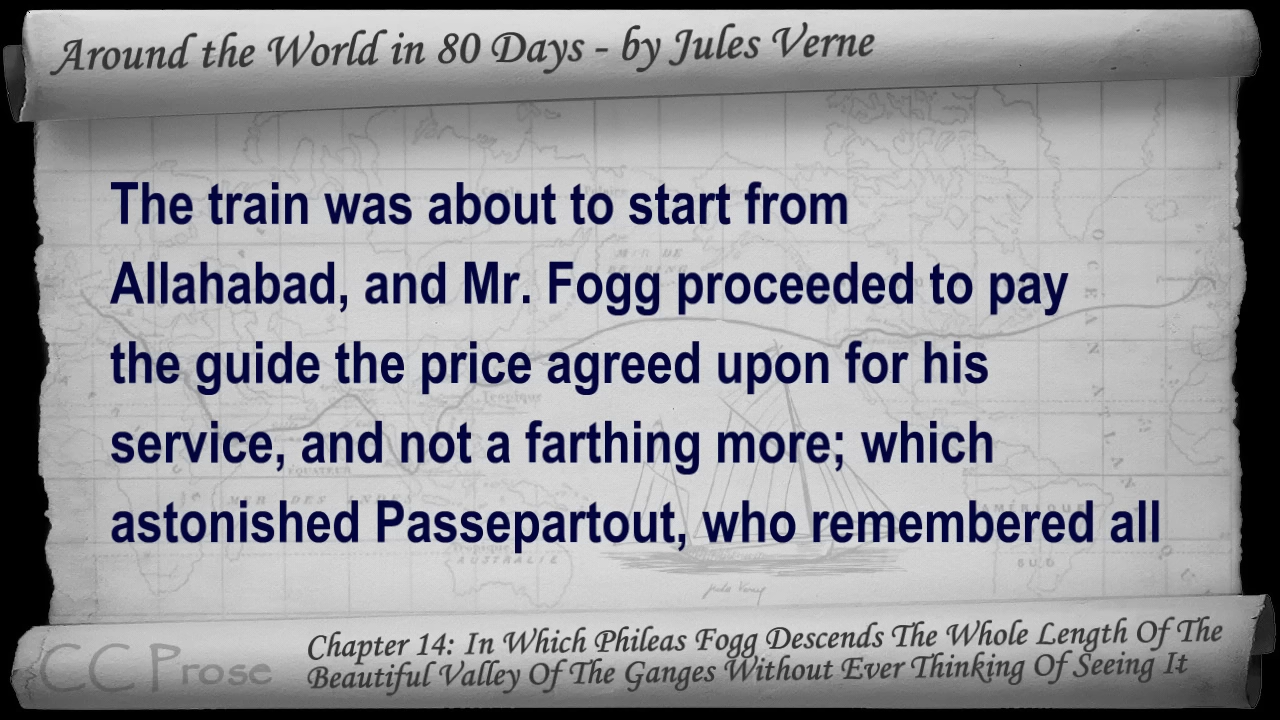 Around the World in 80 Days - by Jules Verne
The train was about to start from
Allahabad, and Mr. Fogg proceeded to pay
the guide the price agreed upon for his
service, and not a farthing more; which
astonished Passepartout, who remembered all
CC Prose
Chapter 14: In Which Phileas Fogg Descends The Whole Length Of The
Beautiful Valley Of The Ganges Without Ever Thinking Of Seeing It